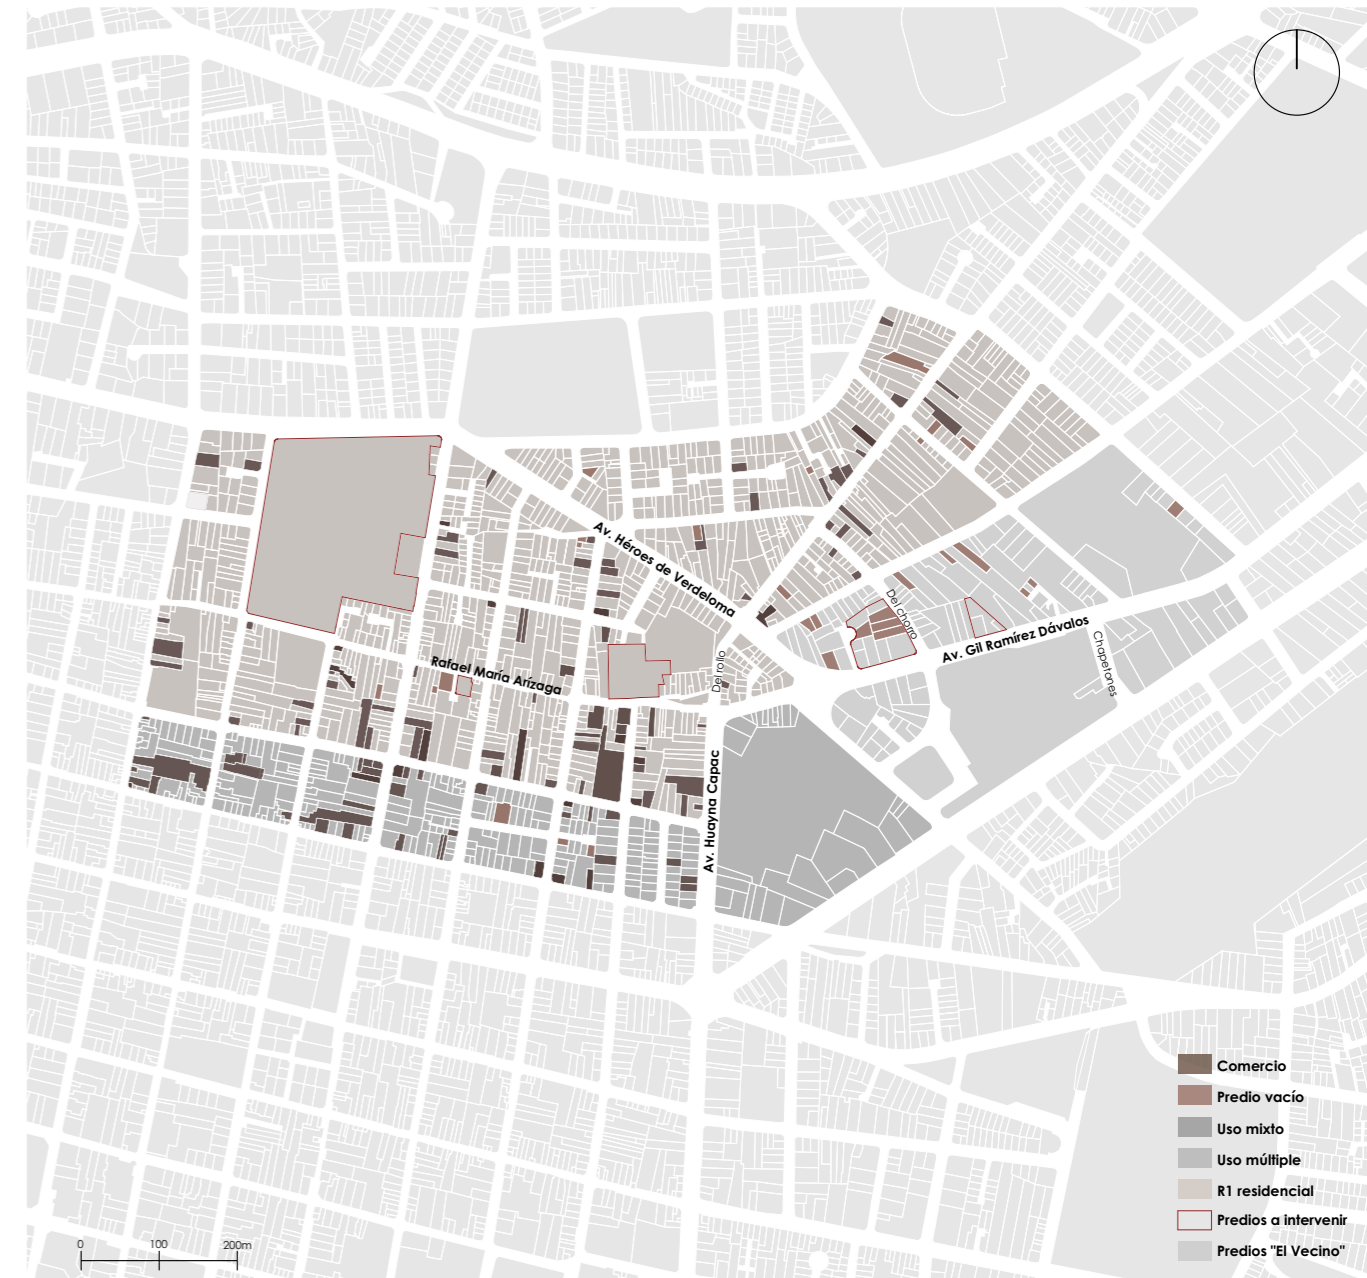 Av. Héroes de Verdeloma
Del chorro
Av. Gil Ramírez Dávalos
Chapetones
Del rollo
Rafael María Arízaga
Av. Huayna Capac
Comercio
Predio vacío
Uso mixto
Uso múltiple
R1 residencial
Predios a intervenir
Predios "El Vecino"
0 100 200m